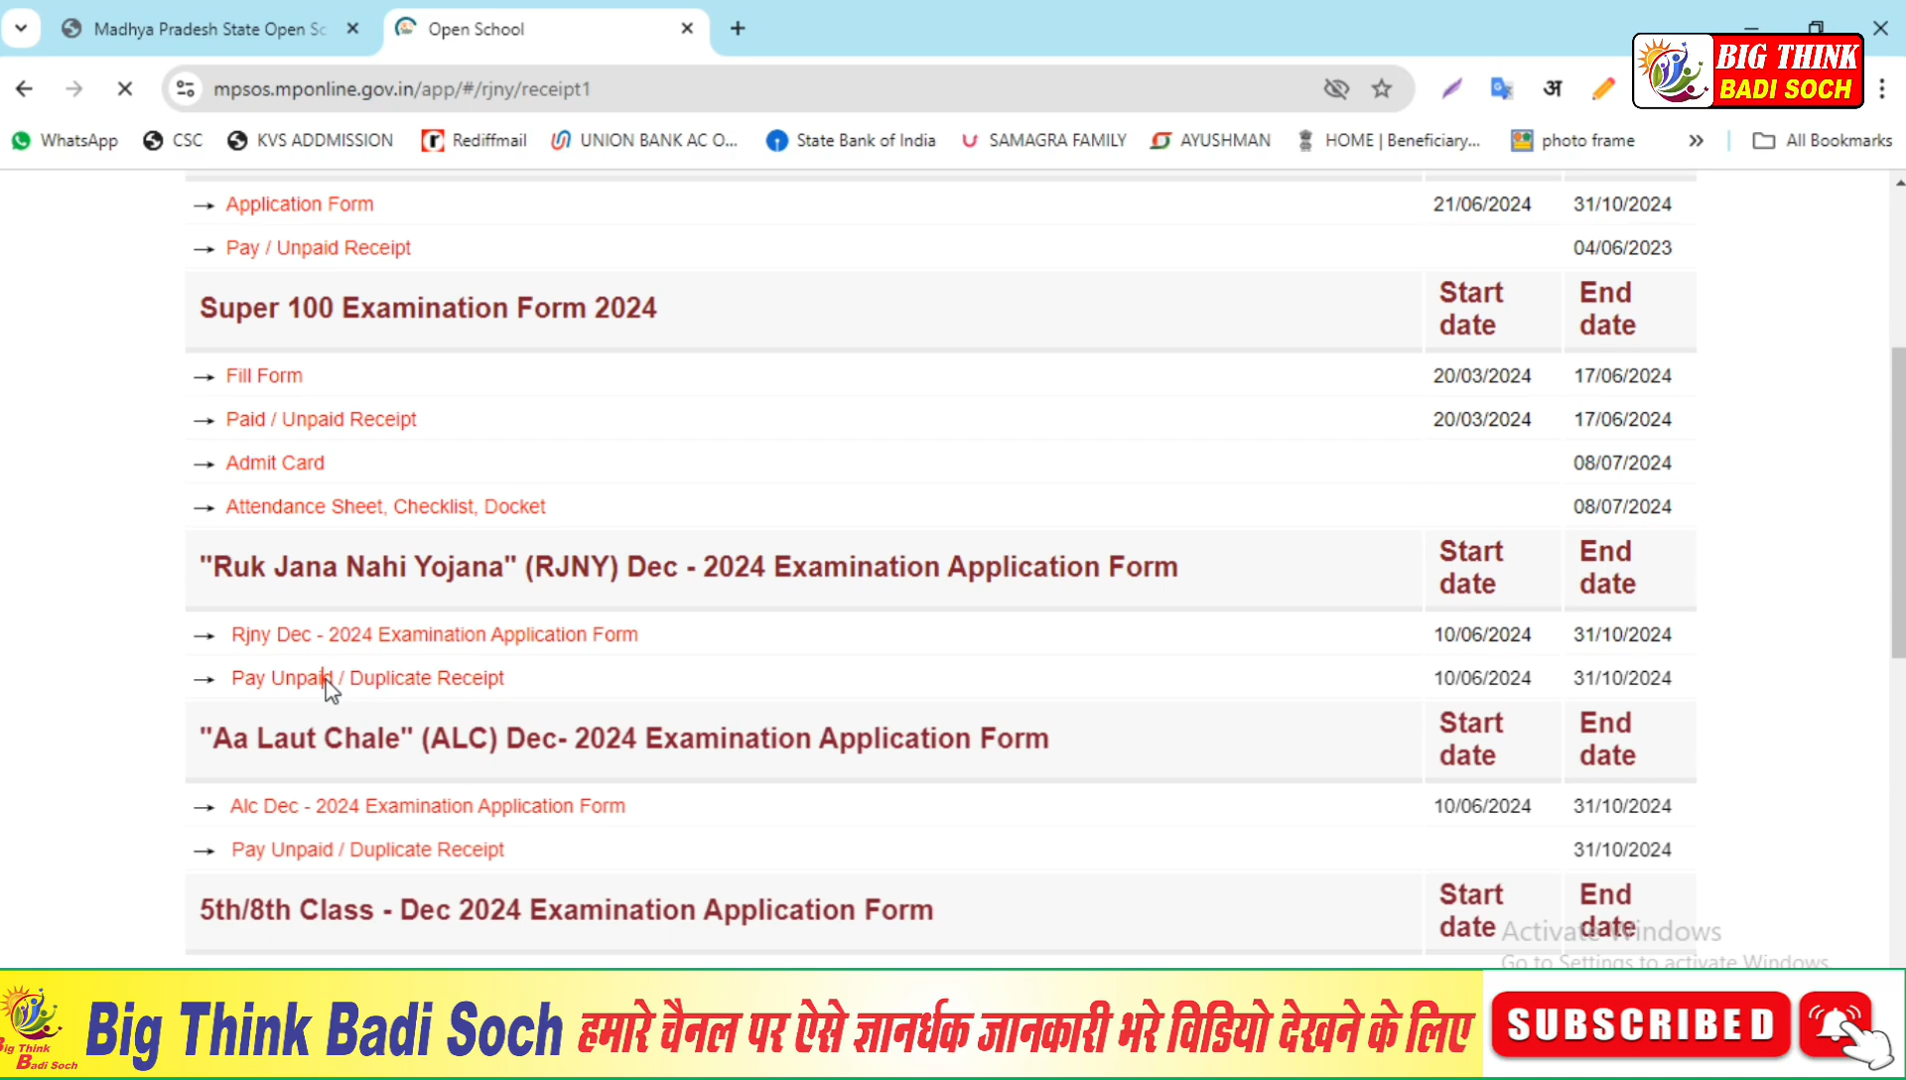 Madhya Pradesh State Open Sc
Open School
BIG THINK
BADI SOCH
mpsos.mponline.gov.in/app/#/rjny/receipt1
अ
WhatsApp
CSC
KVS ADDMISSION
Rediffmail
UNION BANK AC O...
State Bank of India
SAMAGRA FAMILY
AYUSHMAN
HOME | Beneficiary...
photo frame
All Bookmarks
Application Form 21/06/2024 31/10/2024
Pay / Unpaid Receipt 04/06/2023
Super 100 Examination Form 2024 Start date End date
Fill Form 20/03/2024 17/06/2024
Paid / Unpaid Receipt 20/03/2024 17/06/2024
Admit Card 08/07/2024
Attendance Sheet, Checklist, Docket 08/07/2024
"Ruk Jana Nahi Yojana" (RJNY) Dec - 2024 Examination Application Form Start date End date
Rjny Dec - 2024 Examination Application Form 10/06/2024 31/10/2024
Pay Unpaid / Duplicate Receipt 10/06/2024 31/10/2024
"Aa Laut Chale" (ALC) Dec- 2024 Examination Application Form Start date End date
Alc Dec - 2024 Examination Application Form 10/06/2024 31/10/2024
Pay Unpaid / Duplicate Receipt 31/10/2024
5th/8th Class - Dec 2024 Examination Application Form Start date End date
Activate Windows
Go to Settings to activate Windows.
Big Think
Badi Soch
Big Think Badi Soch हमारे चैनल पर ऐसे ज्ञानर्धक जानकारी भरे विडियो देखने के लिए
SUBSCRIBED